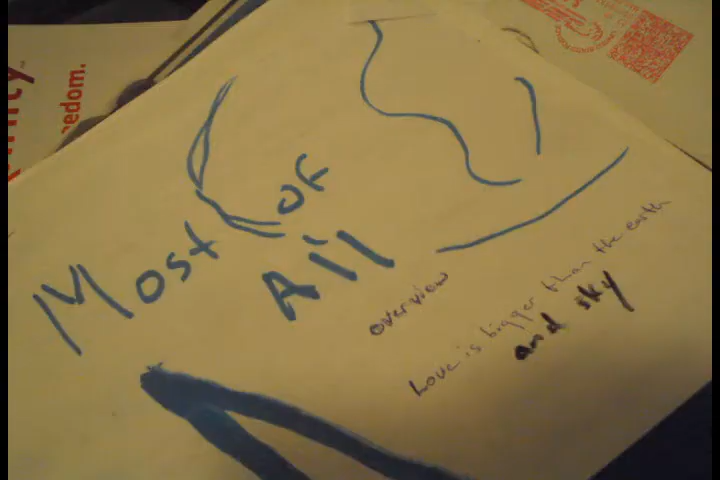 edom.
Most of
All
overview
Love is bigger than the earth
and sky